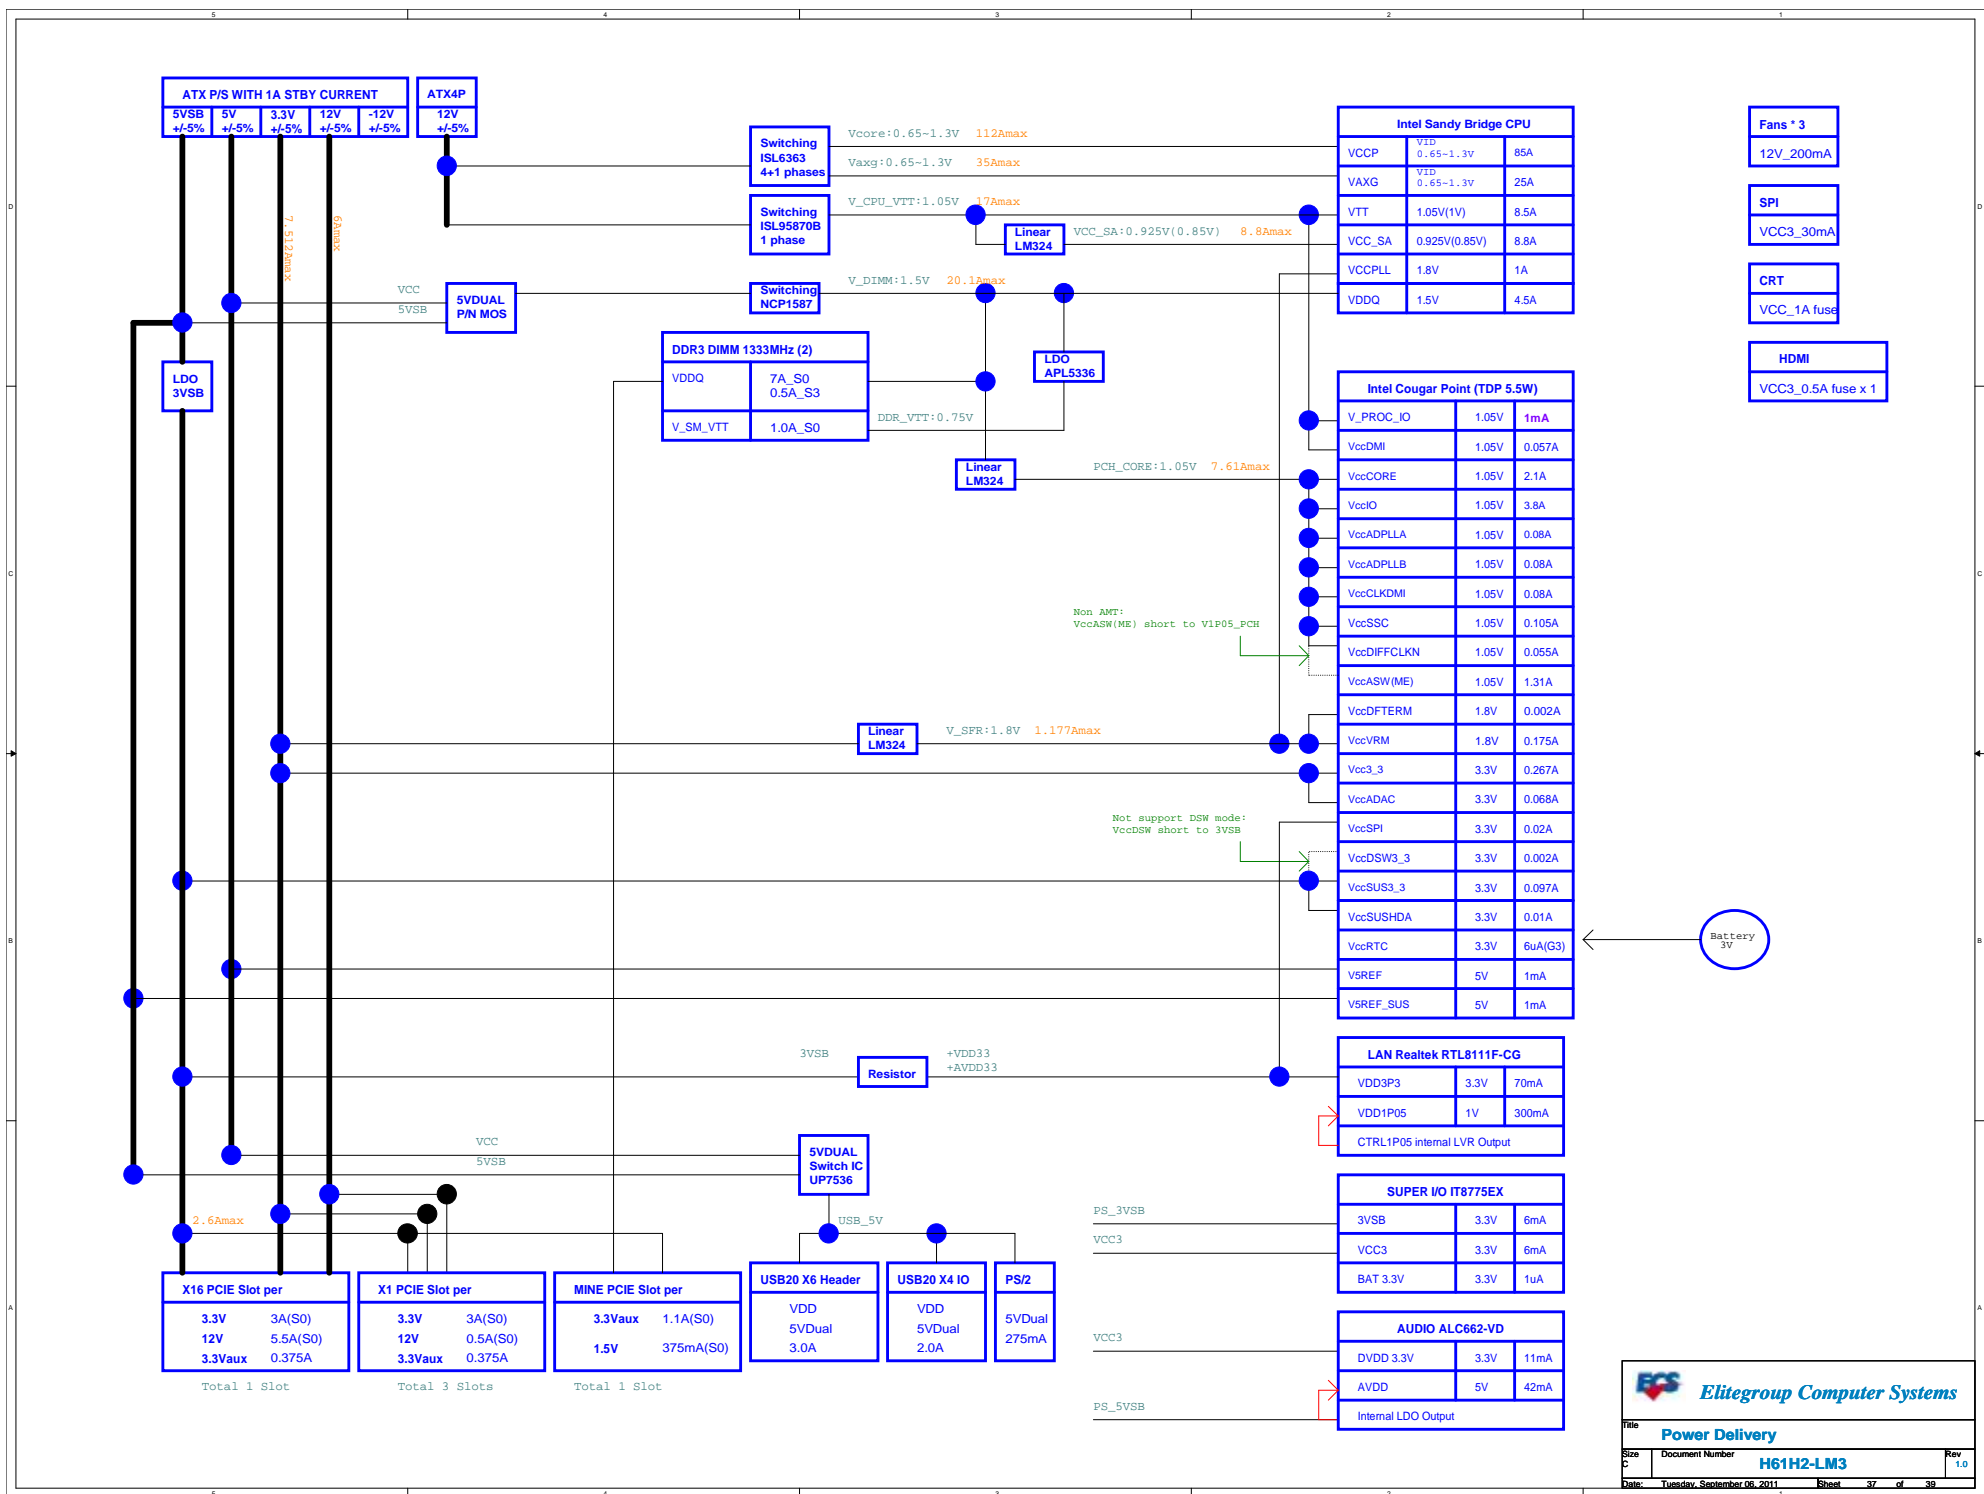 5 4 3 2 1
ATX P/S WITH 1A STBY CURRENT
5VSB +/-5%
5V +/-5%
3.3V +/-5%
12V +/-5%
-12V +/-5%
ATX4P
12V +/-5%
6Amax
7.512Amax
Switching
ISL6363
4+1 phases
Vcore:0.65~1.3V 112Amax
Vaxg:0.65~1.3V 35Amax
Switching
ISL95870B
1 phase
V_CPU_VTT:1.05V 17Amax
Linear
LM324
VCC_SA:0.925V(0.85V) 8.8Amax
VCC
5VSB
5VDUAL
P/N MOS
Switching
NCP1587
V_DIMM:1.5V 20.1Amax
LDO
3VSB
DDR3 DIMM 1333MHz (2)
VDDQ 7A_S0
0.5A_S3
V_SM_VTT 1.0A_S0
DDR_VTT:0.75V
LDO
APL5336
Linear
LM324
PCH_CORE:1.05V 7.61Amax
Intel Sandy Bridge CPU
VCCP VID 0.65~1.3V 85A
VAXG VID 0.65~1.3V 25A
VTT 1.05V(1V) 8.5A
VCC_SA 0.925V(0.85V) 8.8A
VCCPLL 1.8V 1A
VDDQ 1.5V 4.5A
Fans * 3
12V_200mA
SPI
VCC3_30mA
CRT
VCC_1A fuse
HDMI
VCC3_0.5A fuse x 1
Intel Cougar Point (TDP 5.5W)
V_PROC_IO 1.05V 1mA
VccDMI 1.05V 0.057A
VccCORE 1.05V 2.1A
VccIO 1.05V 3.8A
VccADPLLA 1.05V 0.08A
VccADPLLB 1.05V 0.08A
VccCLKDMI 1.05V 0.08A
VccSSC 1.05V 0.105A
VccDIFFCLKN 1.05V 0.055A
VccASW(ME) 1.05V 1.31A
VccDFTERM 1.8V 0.002A
VccVRM 1.8V 0.175A
Vcc3_3 3.3V 0.267A
VccADAC 3.3V 0.068A
VccSPI 3.3V 0.02A
VccDSW3_3 3.3V 0.002A
VccSUS3_3 3.3V 0.097A
VccSUSHDA 3.3V 0.01A
VccRTC 3.3V 6uA(G3)
V5REF 5V 1mA
V5REF_SUS 5V 1mA
Non AMT:
VccASW(ME) short to V1P05_PCH
Linear
LM324
V_SFR:1.8V 1.177Amax
Not support DSW mode:
VccDSW short to 3VSB
Battery
3V
3VSB
Resistor
+VDD33
+AVDD33
LAN Realtek RTL8111F-CG
VDD3P3 3.3V 70mA
VDD1P05 1V 300mA
CTRL1P05 internal LVR Output
VCC
5VSB
5VDUAL
Switch IC
UP7536
USB_5V
2.6Amax
SUPER I/O IT8775EX
PS_3VSB
3VSB 3.3V 6mA
VCC3
VCC3 3.3V 6mA
BAT 3.3V 3.3V 1uA
X16 PCIE Slot per
3.3V 3A(S0)
12V 5.5A(S0)
3.3Vaux 0.375A
Total 1 Slot
X1 PCIE Slot per
3.3V 3A(S0)
12V 0.5A(S0)
3.3Vaux 0.375A
Total 3 Slots
MINE PCIE Slot per
3.3Vaux 1.1A(S0)
1.5V 375mA(S0)
Total 1 Slot
USB20 X6 Header
VDD
5VDual
3.0A
USB20 X4 IO
VDD
5VDual
2.0A
PS/2
5VDual
275mA
AUDIO ALC662-VD
VCC3
DVDD 3.3V 3.3V 11mA
AVDD 5V 42mA
PS_5VSB
Internal LDO Output
ECS Elitegroup Computer Systems
Title
Power Delivery
Size
C
Document Number
H61H2-LM3
Rev
1.0
Date: Tuesday, September 06, 2011 Sheet 37 of 39
D D
C C
B B
A A
5 4 3 2 1